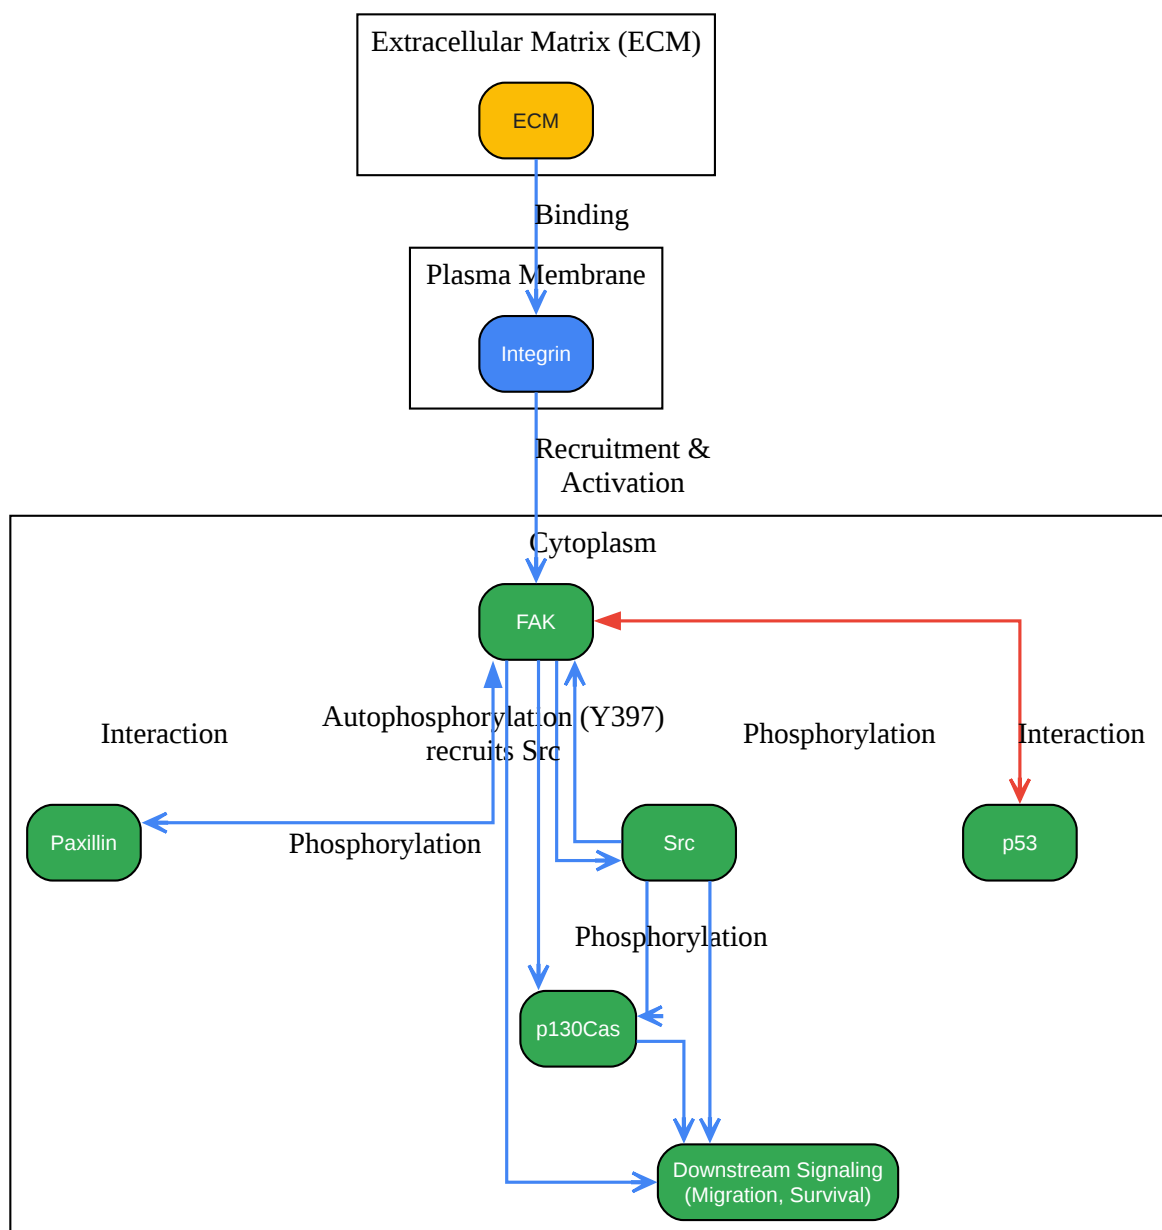 Extracellular Matrix (ECM)
ECM
Binding
Plasma Membrane
Integrin
Recruitment &
Activation
Cytoplasm
FAK
Interaction
Autophosphorylation (Y397)
recruits Src
Phosphorylation
Interaction
Paxillin
Phosphorylation
Src
p53
Phosphorylation
p130Cas
Downstream Signaling
(Migration, Survival)